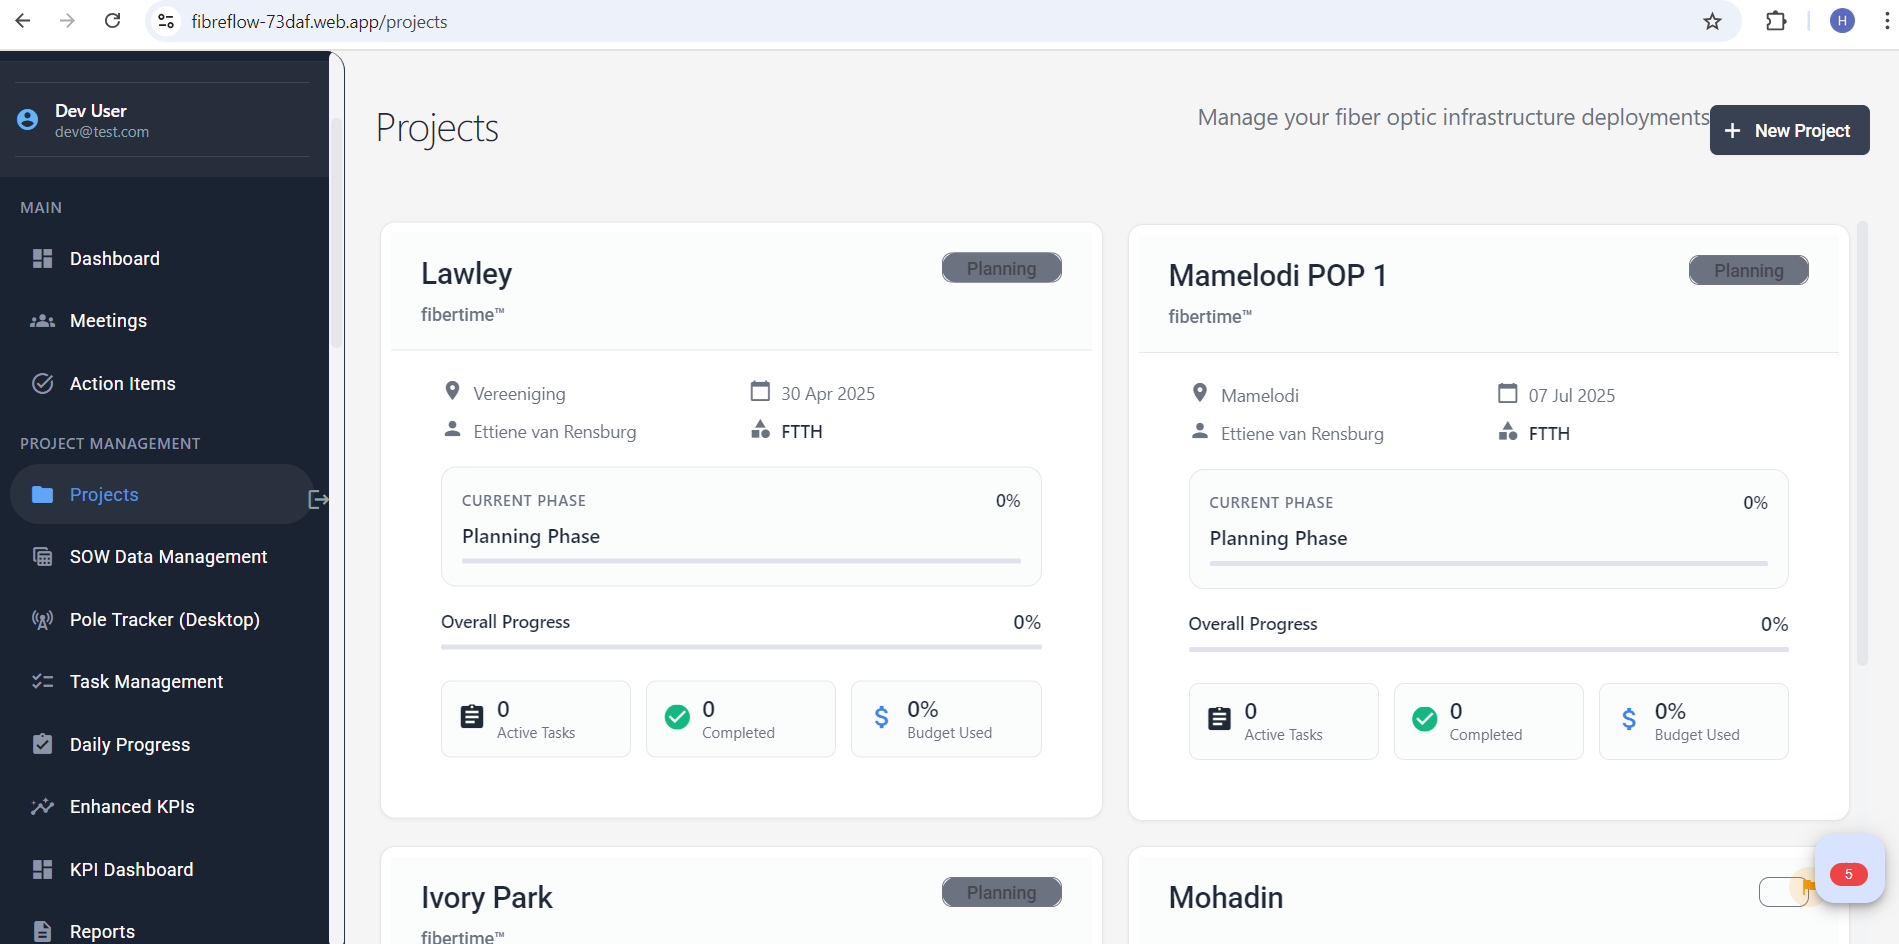 fibreflow-73daf.web.app/projects
H
Dev User
dev@test.com
MAIN
Dashboard
Meetings
Action Items
PROJECT MANAGEMENT
Projects
SOW Data Management
Pole Tracker (Desktop)
Task Management
Daily Progress
Enhanced KPIs
KPI Dashboard
Reports
Projects
Manage your fiber optic infrastructure deployments
+ New Project
Lawley
Planning
fibertime™
Vereeniging
30 Apr 2025
Ettiene van Rensburg
FTTH
CURRENT PHASE
0%
Planning Phase
Overall Progress
0%
0
Active Tasks
0
Completed
$
0%
Budget Used
Mamelodi POP 1
Planning
fibertime™
Mamelodi
07 Jul 2025
Ettiene van Rensburg
FTTH
CURRENT PHASE
0%
Planning Phase
Overall Progress
0%
0
Active Tasks
0
Completed
$
0%
Budget Used
Ivory Park
Planning
fibertime™
Mohadin
5